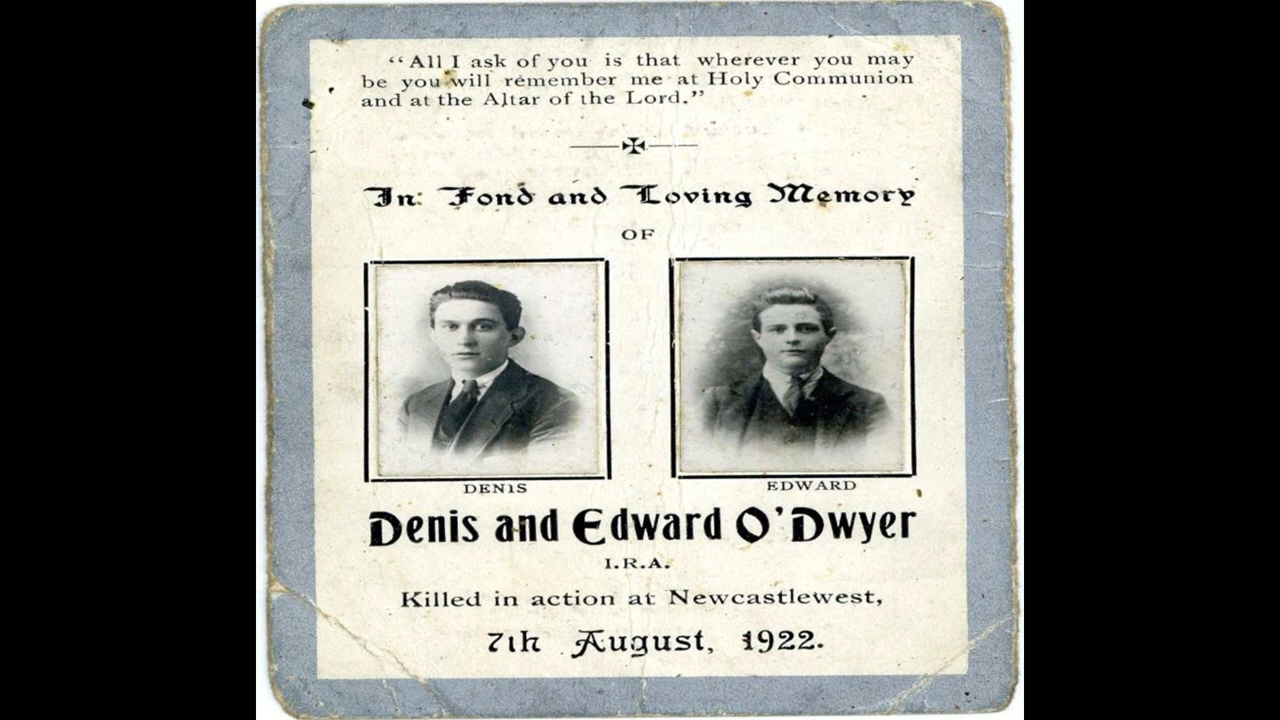 “All I ask of you is that wherever you may
be you will remember me at Holy Communion
and at the Altar of the Lord.”
In Fond and Loving Memory
OF
DENIS EDWARD
Denis and Edward O’Dwyer
I.R.A.
Killed in action at Newcastlewest,
7th August, 1922.